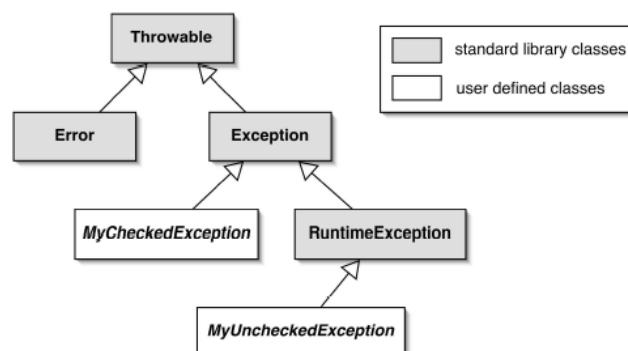 Throwable
standard library classes
user defined classes
Error
Exception
MyCheckedException
RuntimeException
MyUncheckedException